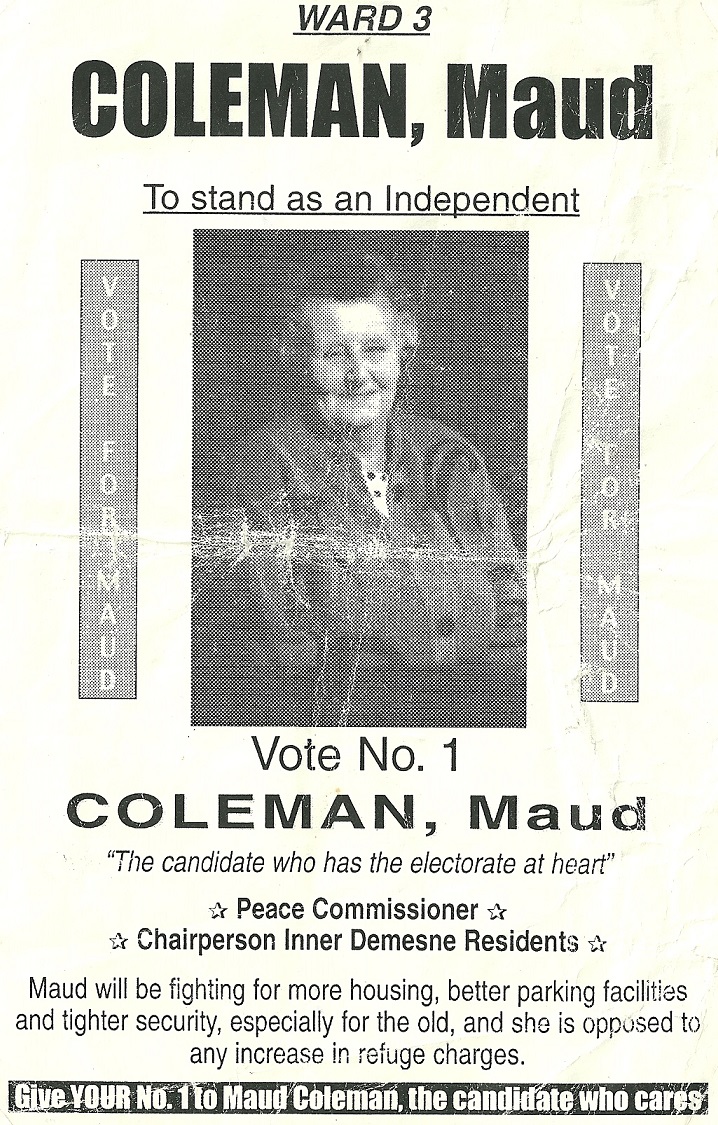 WARD 3
COLEMAN, Maud
To stand as an Independent
VOTE FOR MAUD
VOTE FOR MAUD
Vote No. 1
COLEMAN, Maud
“The candidate who has the electorate at heart”
☆ Peace Commissioner ☆
☆ Chairperson Inner Demesne Residents ☆
Maud will be fighting for more housing, better parking facilities
and tighter security, especially for the old, and she is opposed to
any increase in refuge charges.
Give YOUR No. 1 to Maud Coleman, the candidate who cares